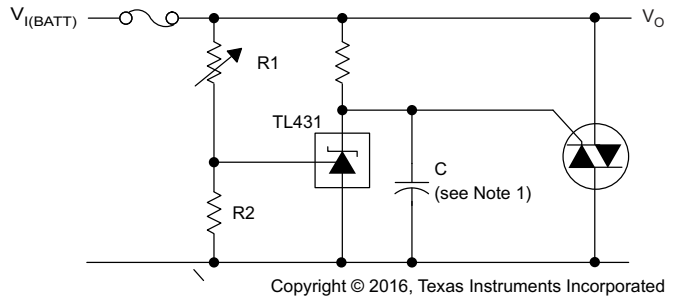 V_I(BATT)
V_O
R1
TL431
C
(see Note 1)
R2
Copyright © 2016, Texas Instruments Incorporated